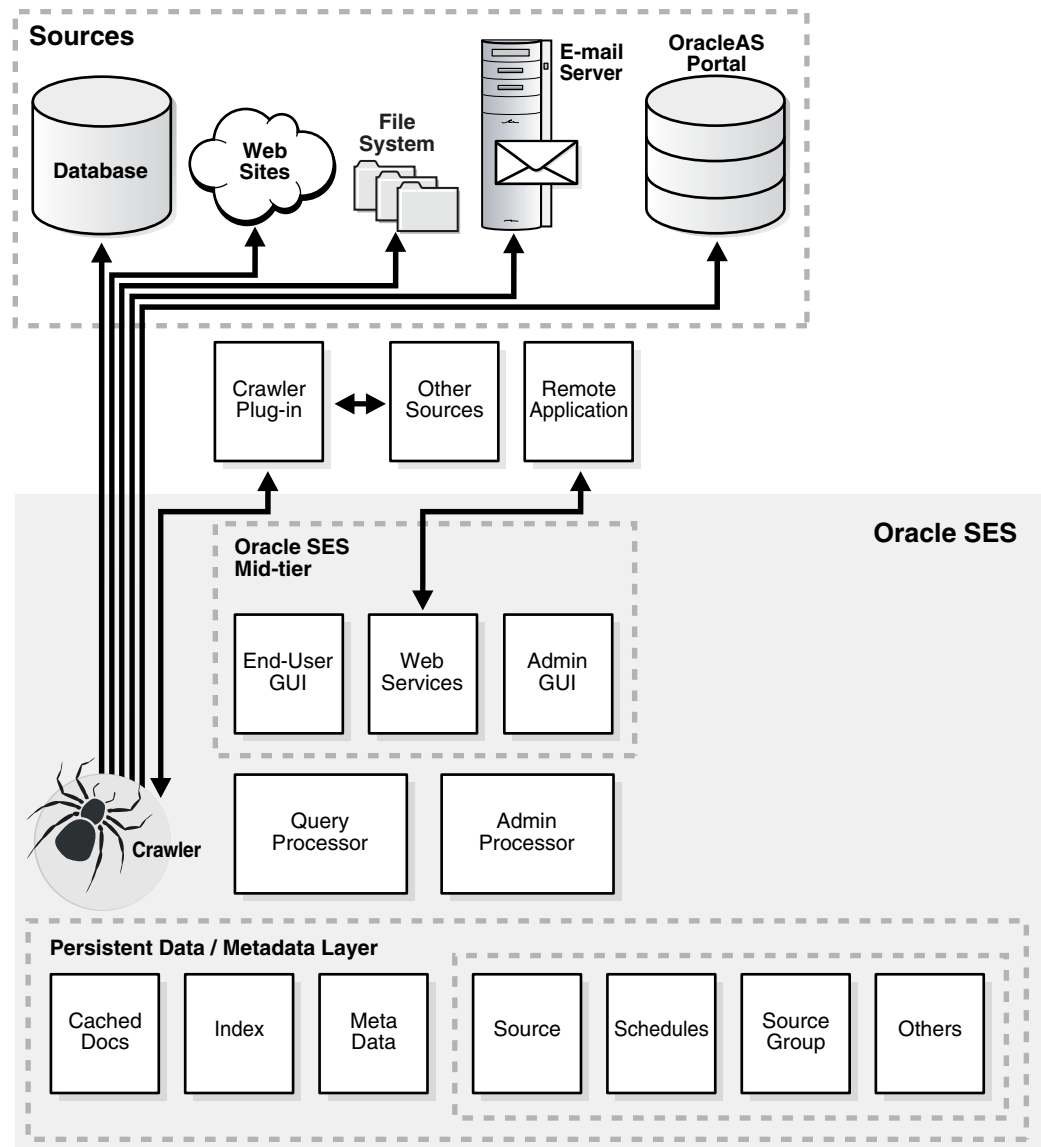 Sources
Database
Web
Sites
File
System
E-mail
Server
OracleAS
Portal
Crawler
Plug-in
Other
Sources
Remote
Application
Oracle SES
Oracle SES
Mid-tier
End-User
GUI
Web
Services
Admin
GUI
Query
Processor
Admin
Processor
Crawler
Persistent Data / Metadata Layer
Cached
Docs
Index
Meta
Data
Source
Schedules
Source
Group
Others